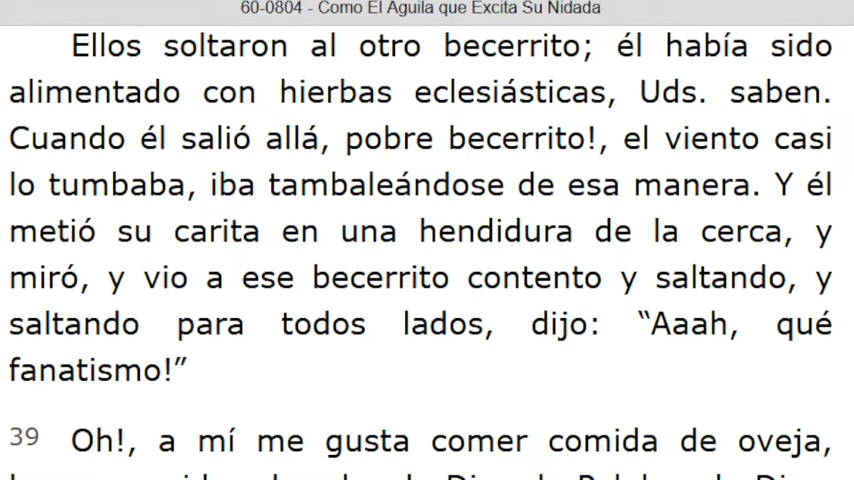 60-0804 - Como El Aguila que Excita Su Nidada
Ellos soltaron al otro becerrito; él había sido
alimentado con hierbas eclesiásticas, Uds. saben.
Cuando él salió allá, pobre becerrito!, el viento casi
lo tumbaba, iba tambaleándose de esa manera. Y él
metió su carita en una hendidura de la cerca, y
miró, y vio a ese becerrito contento y saltando, y
saltando para todos lados, dijo: “Aaah, qué
fanatismo!”
39 Oh!, a mí me gusta comer comida de oveja,